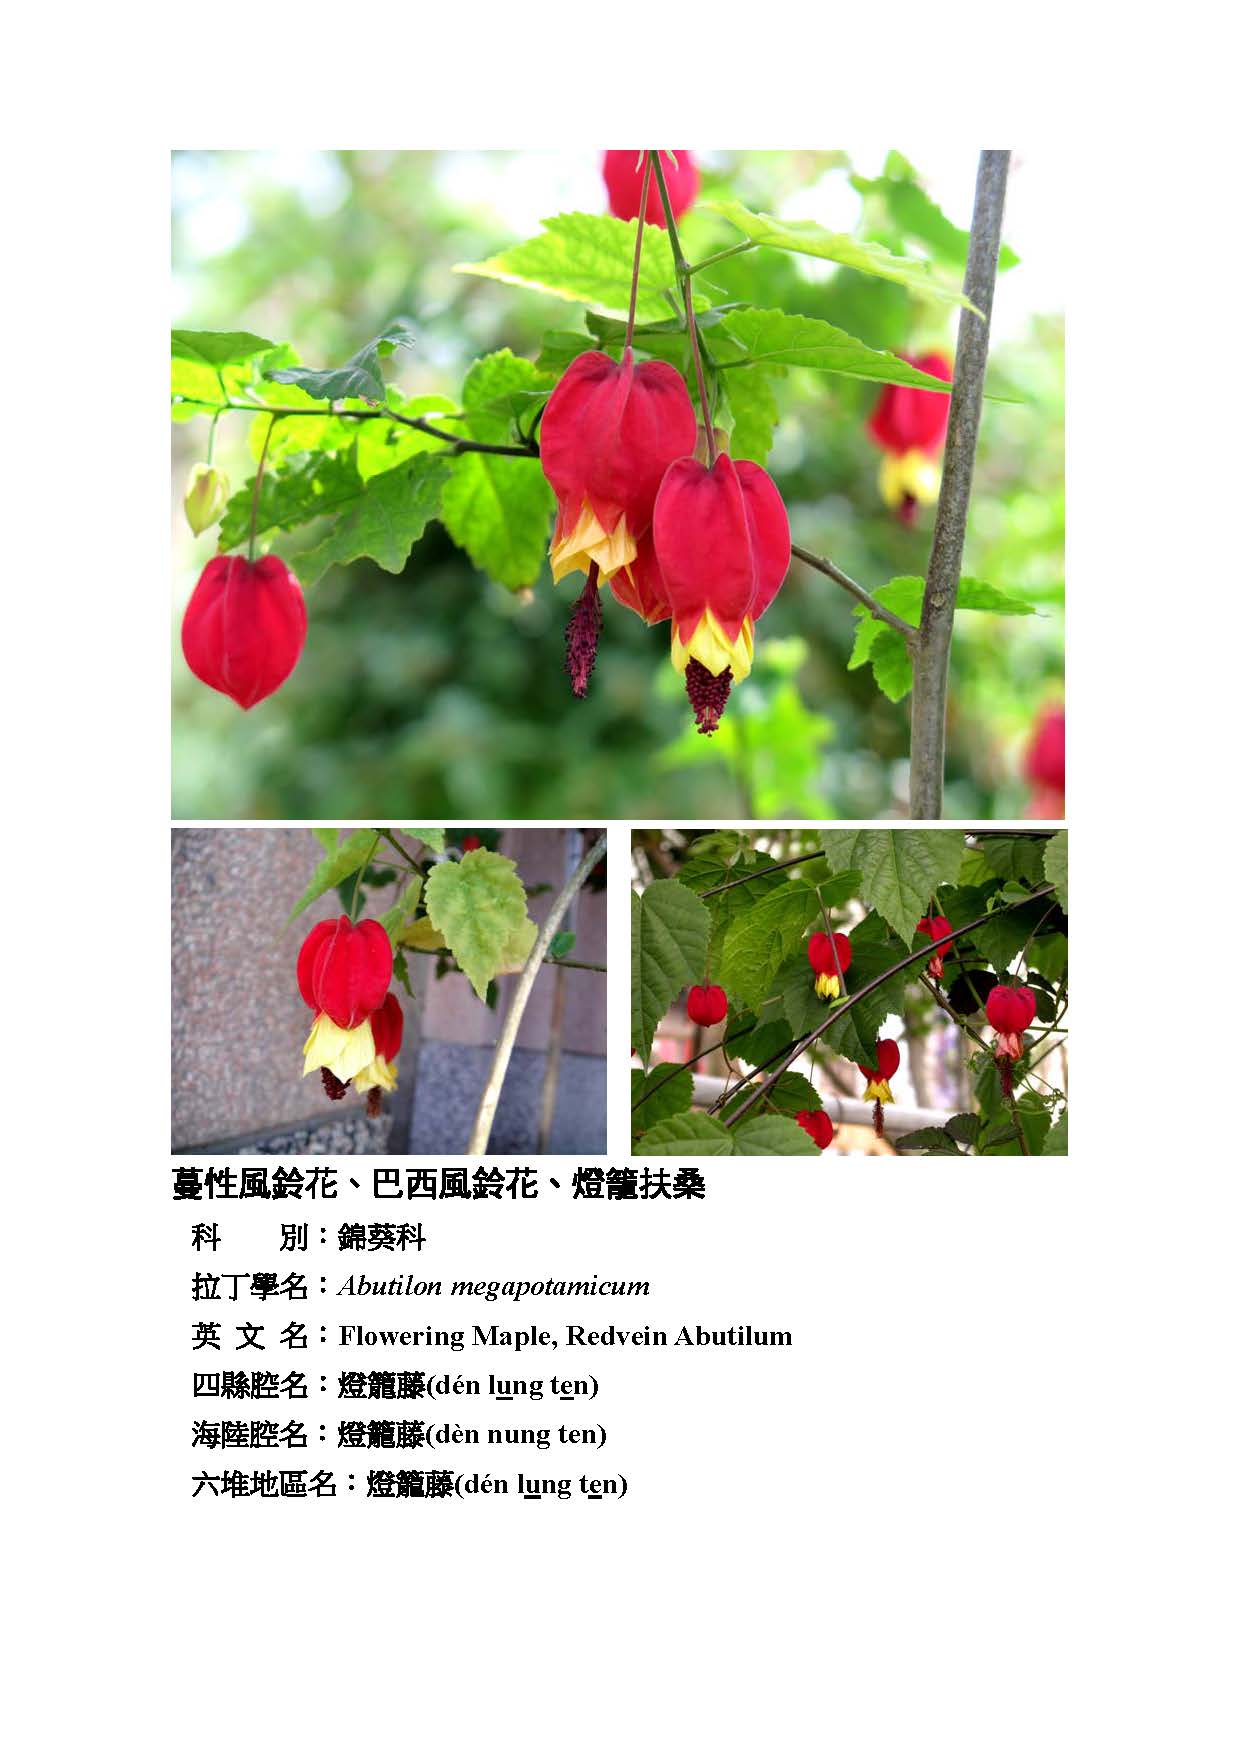 蔓性風鈴花、巴西風鈴花、燈籠扶桑
科　　別：錦葵科
拉丁學名：Abutilon megapotamicum
英 文 名：Flowering Maple, Redvein Abutilum
四縣腔名：燈籠藤(dén lung ten)
海陸腔名：燈籠藤(dèn nung ten)
六堆地區名：燈籠藤(dén lung ten)